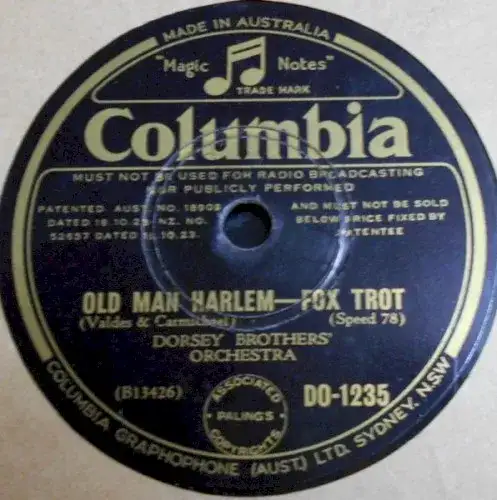 MADE IN AUSTRALIA
"Magic Notes"
TRADE MARK
Columbia
MUST NOT BE USED FOR RADIO BROADCASTING
NOR PUBLICLY PERFORMED
PATENTED AUST. NO. 18909 AND MUST NOT BE SOLD
DATED 18.10.23-NZ. NO. BELOW PRICE FIXED BY
52657 DATED 11.10.23. PATENTEE
OLD MAN HARLEM—FOX TROT
(Valdes & Carmichael) (Speed 78)
DORSEY BROTHERS'
ORCHESTRA
(B13426) DO-1235
ASSOCIATED
PALINGS
COPYRIGHTS
COLUMBIA GRAPHOPHONE (AUST.) LTD. SYDNEY. N.S.W